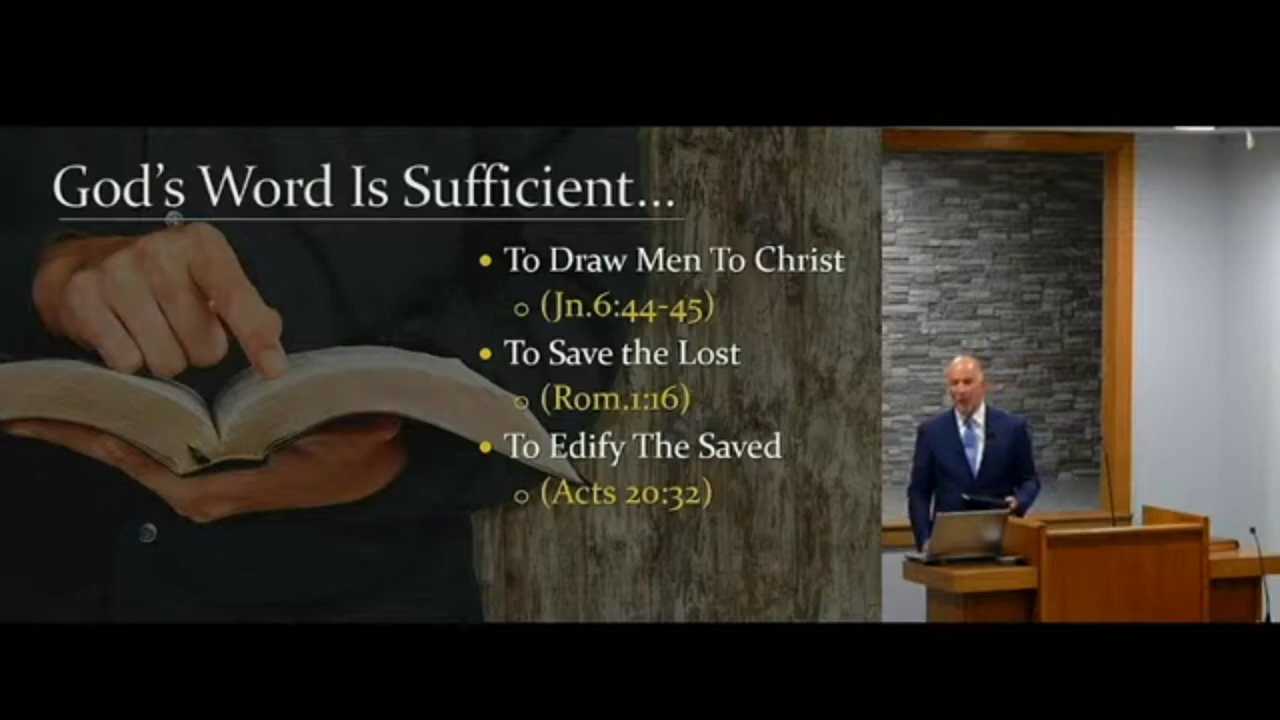 God's Word Is Sufficient...
• To Draw Men To Christ
o (Jn.6:44-45)
• To Save the Lost
o (Rom.1:16)
• To Edify The Saved
o (Acts 20:32)